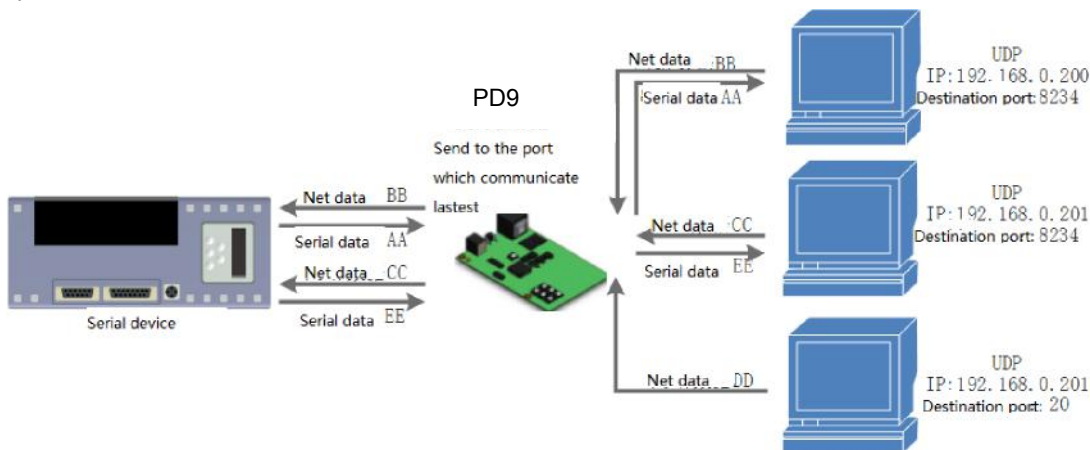 UDP
Net data BB
IP:192. 168. 0. 200
Serial data AA
Destination port: 8234
PD9
Send to the port
which communicate
lastest
Net data BB
Serial data AA
Net data CC
Serial data EE
Serial device
UDP
IP:192. 168. 0. 201
Destination port: 8234
Net data CC
Serial data EE
UDP
IP:192. 168. 0. 201
Destination port: 20
Net data DD